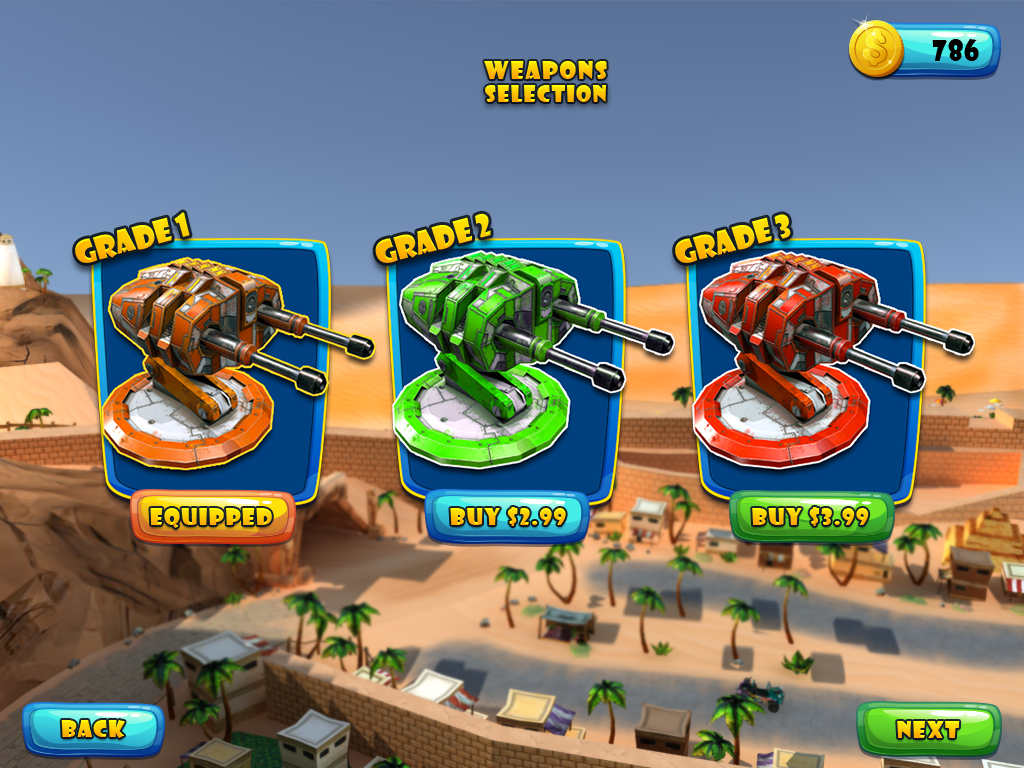 786
WEAPONS
SELECTION
GRADE 1
GRADE 2
GRADE 3
EQUIPPED
BUY $2.99
BUY $3.99
BACK
NEXT